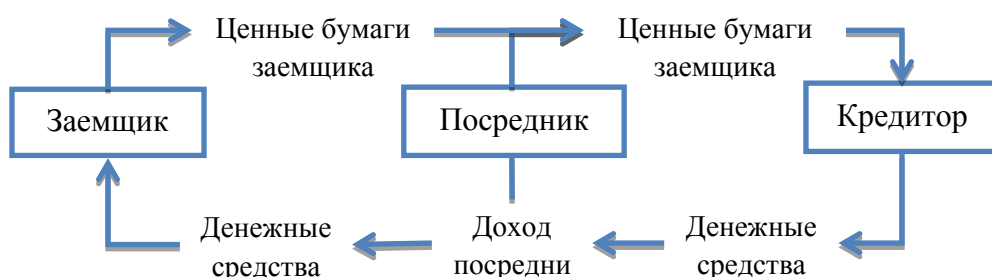 Ценные бумаги
заемщика
Ценные бумаги
заемщика
Заемщик
Посредник
Кредитор
Денежные
средства
Доход
посредни
Денежные
средства